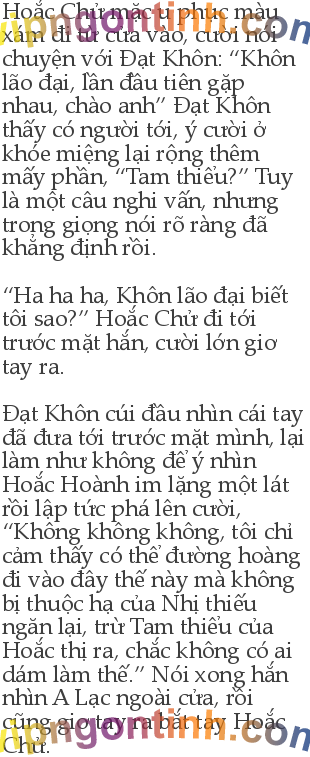 Hoắc Chử mặc u phục màu
xám đi từ cửa vào, cười nói
chuyện với Đạt Khôn: “Khôn
lão đại, lần đầu tiên gặp
nhau, chào anh” Đạt Khôn
thấy có người tới, ý cười ở
khóe miệng lại rộng thêm
mấy phần, “Tam thiếu?” Tuy
là một câu nghi vấn, nhưng
trong giọng nói rõ ràng đã
khẳng định rồi.
“Ha ha ha, Khôn lão đại biết
tôi sao?” Hoắc Chử đi tới
trước mặt hắn, cười lớn giơ
tay ra.
Đạt Khôn cúi đầu nhìn cái tay
đã đưa tới trước mặt mình, lại
làm như không để ý nhìn
Hoắc Hoành im lặng một lát
rồi lập tức phá lên cười,
“Không không không, tôi chỉ
cảm thấy có thể đường hoàng
đi vào đây thế này mà không
bị thuộc hạ của Nhị thiếu
ngăn lại, trừ Tam thiếu của
Hoắc thị ra, chắc không có ai
dám làm thế.” Nói xong hắn
nhìn A Lạc ngoài cửa, rồi
cũng giơ tay ra bắt tay Hoắc
Chử.
vipngontinh.com
vipngontinh.com